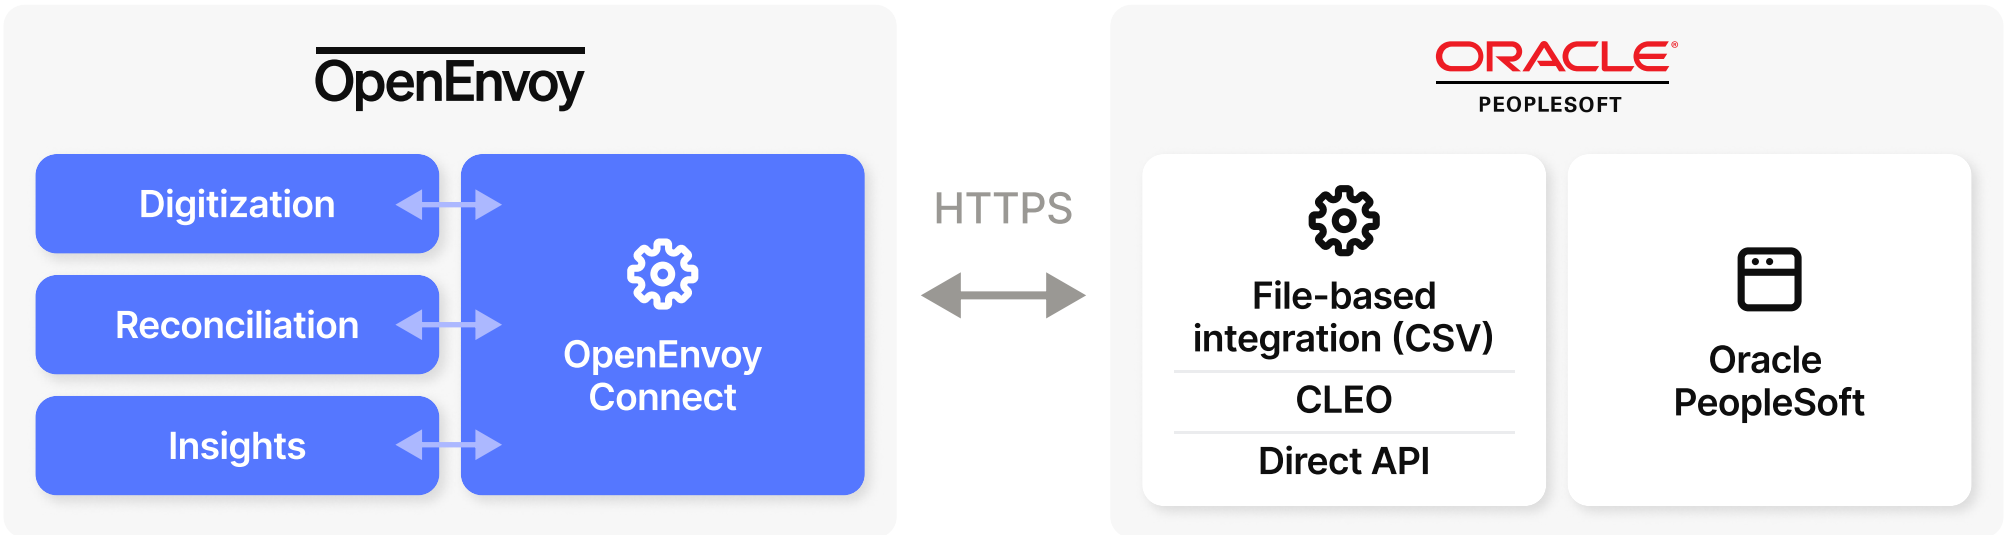 OpenEnvoy
Digitization
Reconciliation
Insights
OpenEnvoy
Connect
HTTPS
ORACLE®
PEOPLESOFT
File-based
integration (CSV)
CLEO
Direct API
Oracle
PeopleSoft